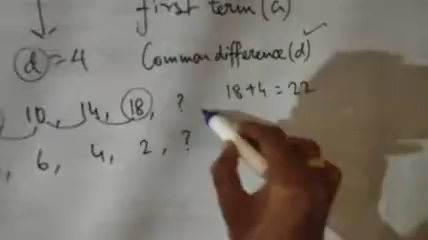 first term (a)
d = 4 Common difference (d) ✓
10, 14, 18, ? 18+4 = 22
, 6, 4, 2, ?